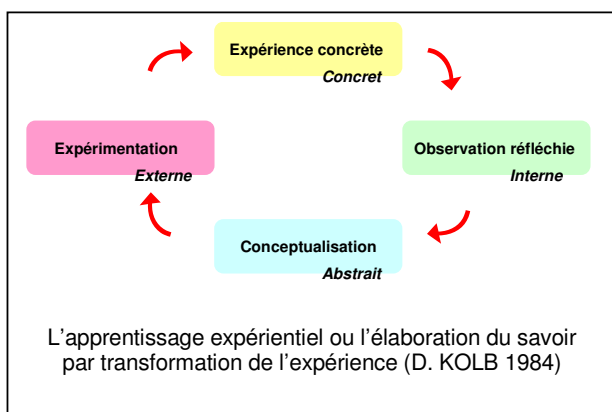 Expérience concrète
Concret
Expérimentation
Externe
Observation réfléchie
Interne
Conceptualisation
Abstrait
L'apprentissage expérientiel ou l'élaboration du savoir
par transformation de l'expérience (D. KOLB 1984)